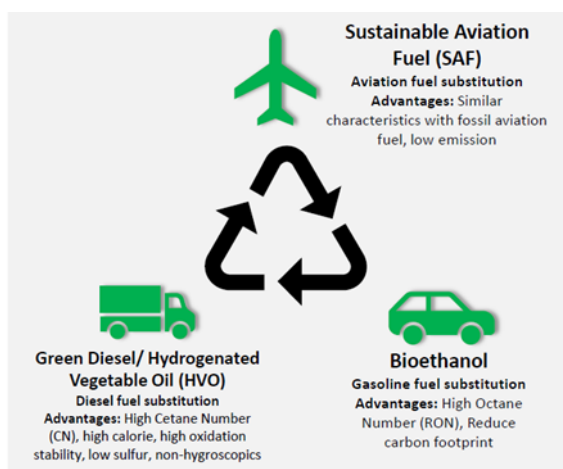 Sustainable Aviation
Fuel (SAF)
Aviation fuel substitution
Advantages: Similar
characteristics with fossil aviation
fuel, low emission
Green Diesel/ Hydrogenated
Vegetable Oil (HVO)
Diesel fuel substitution
Advantages: High Cetane Number
(CN), high calorie, high oxidation
stability, low sulfur, non-hygroscopics
Bioethanol
Gasoline fuel substitution
Advantages: High Octane
Number (RON), Reduce
carbon footprint